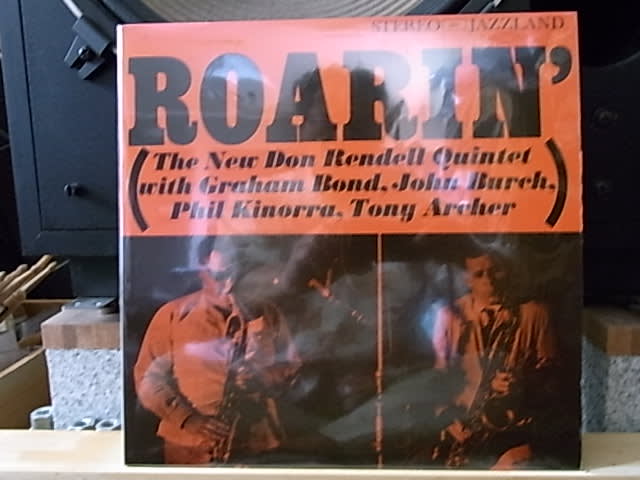 STEREO — JAZZLAND
ROARIN'
(The New Don Rendell Quintet
with Graham Bond, John Burch,
Phil Kinorra, Tony Archer)